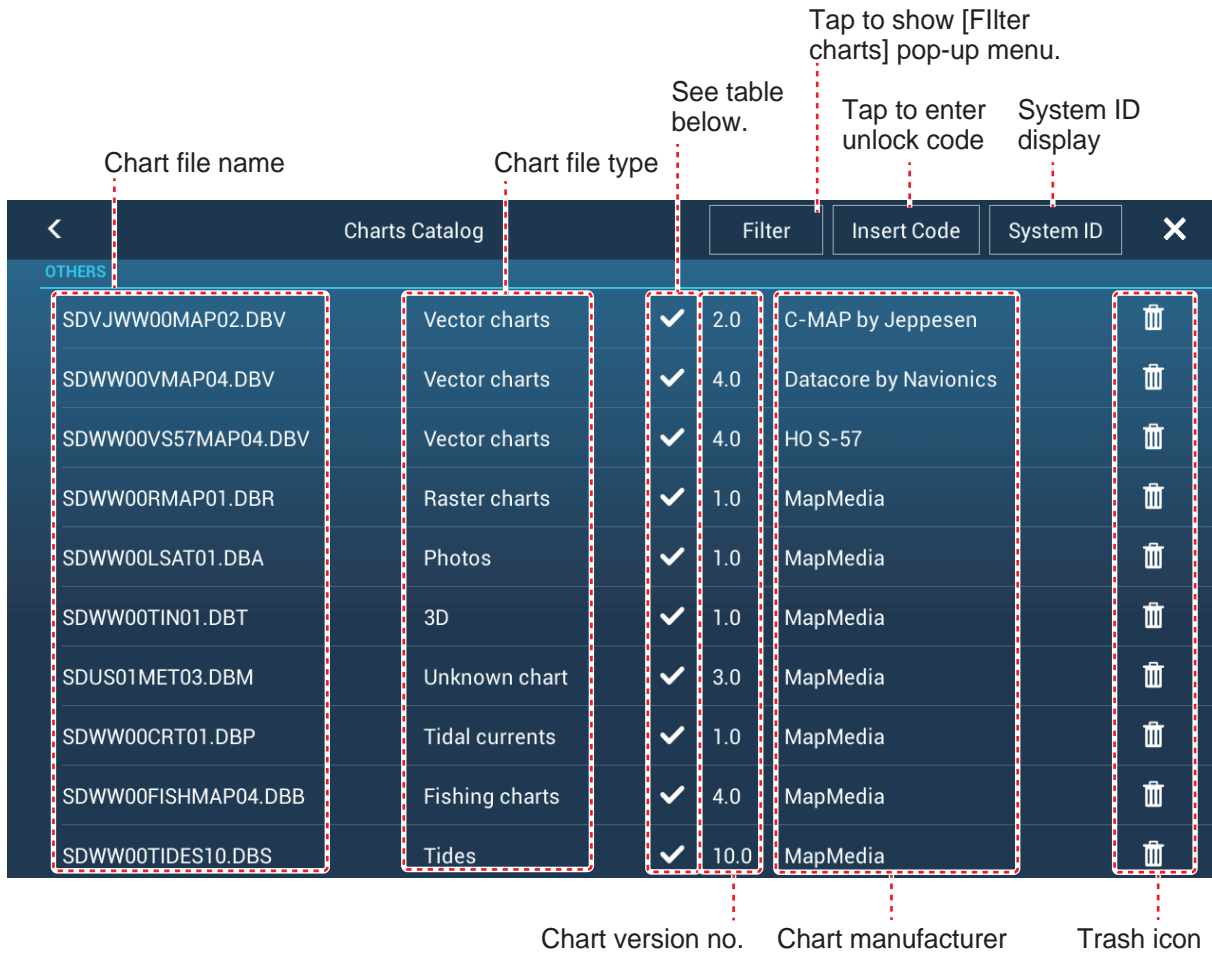 Tap to show [FIlter
charts] pop-up menu.
See table
below.
Tap to enter
unlock code
System ID
display
Chart file name
Chart file type
Charts Catalog
Filter
Insert Code
System ID
OTHERS
SDVJWW00MAP02.DBV Vector charts 2.0 C-MAP by Jeppesen
SDWW00VMAP04.DBV Vector charts 4.0 Datacore by Navionics
SDWW00VS57MAP04.DBV Vector charts 4.0 HO S-57
SDWW00RMAP01.DBR Raster charts 1.0 MapMedia
SDWW00LSAT01.DBA Photos 1.0 MapMedia
SDWW00TIN01.DBT 3D 1.0 MapMedia
SDUS01MET03.DBM Unknown chart 3.0 MapMedia
SDWW00CRT01.DBP Tidal currents 1.0 MapMedia
SDWW00FISHMAP04.DBB Fishing charts 4.0 MapMedia
SDWW00TIDES10.DBS Tides 10.0 MapMedia
Chart version no.
Chart manufacturer
Trash icon